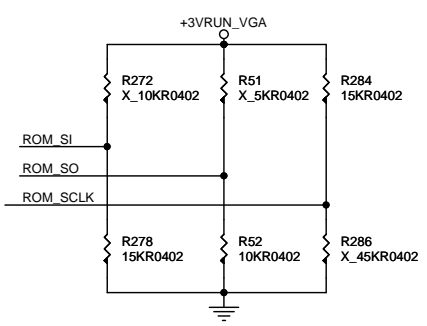 +3VRUN_VGA
R272
X_10KR0402
R51
X_5KR0402
R284
15KR0402
ROM_SI
ROM_SO
ROM_SCLK
R278
15KR0402
R52
10KR0402
R286
X_45KR0402